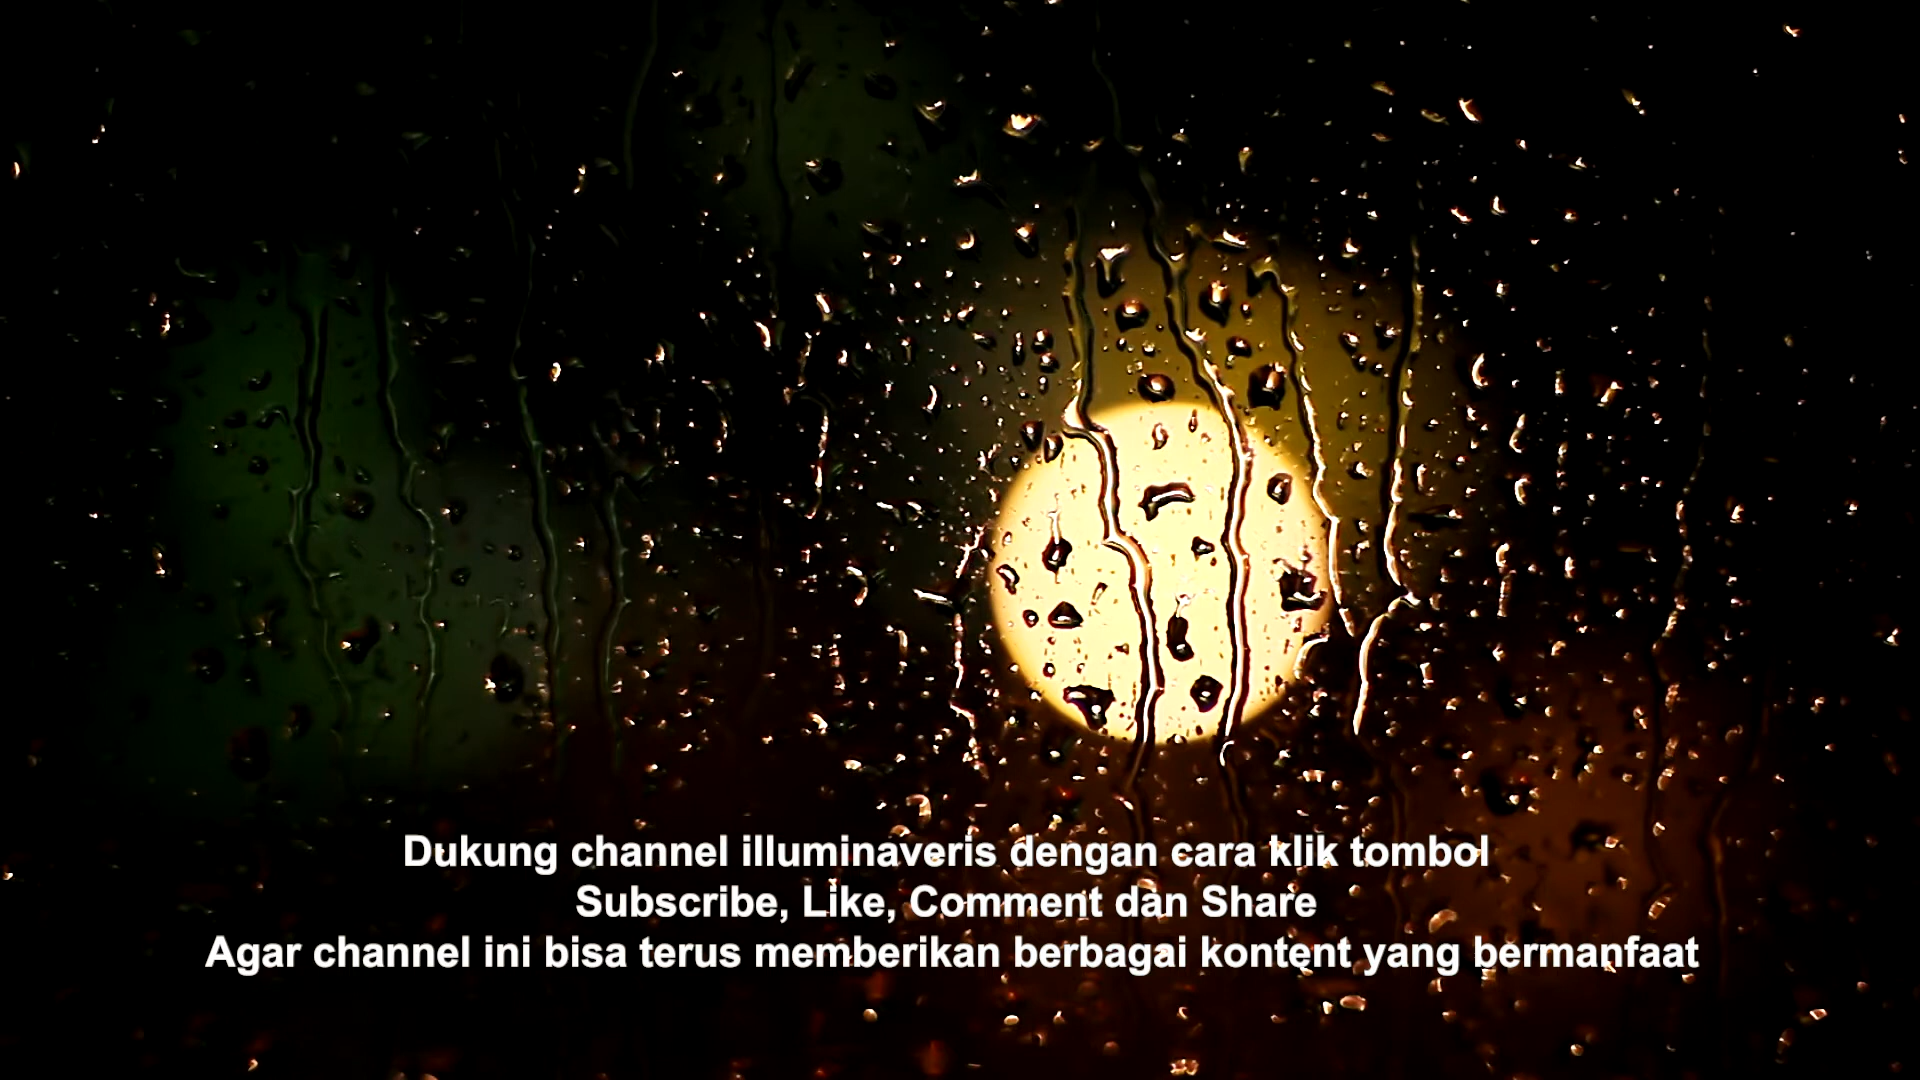 Dukung channel illuminaveris dengan cara klik tombol
Subscribe, Like, Comment dan Share
Agar channel ini bisa terus memberikan berbagai kontent yang bermanfaat